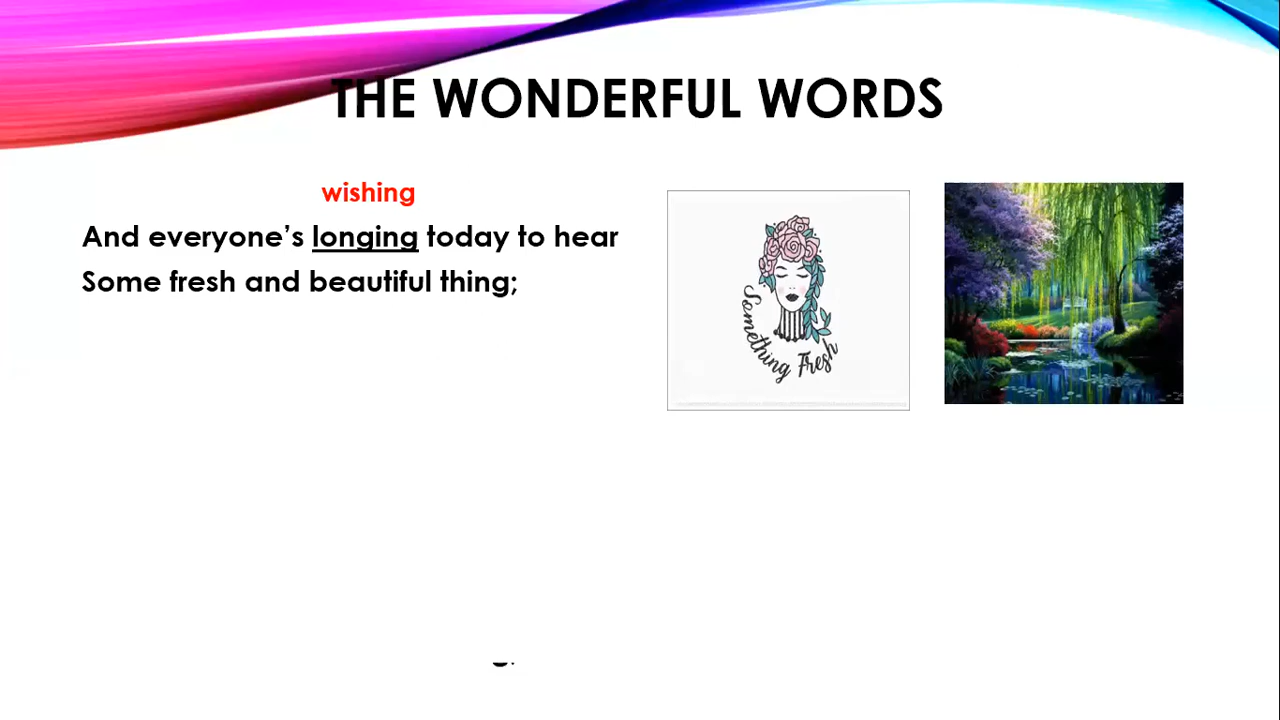 THE WONDERFUL WORDS
wishing
And everyone’s longing today to hear
Some fresh and beautiful thing;
Something Fresh